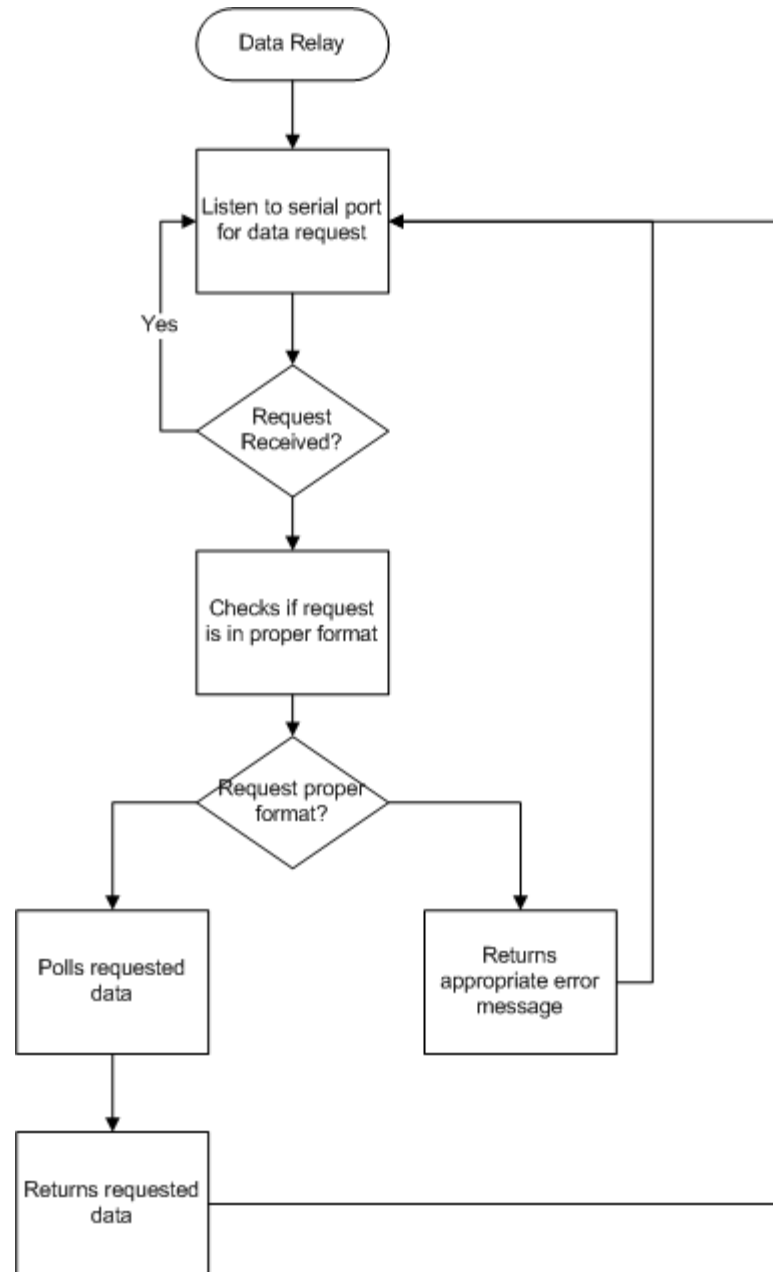 Data Relay
Listen to serial port
for data request
Yes
Request
Received?
Checks if request
is in proper format
Request proper
format?
Polls requested
data
Returns
appropriate error
message
Returns requested
data